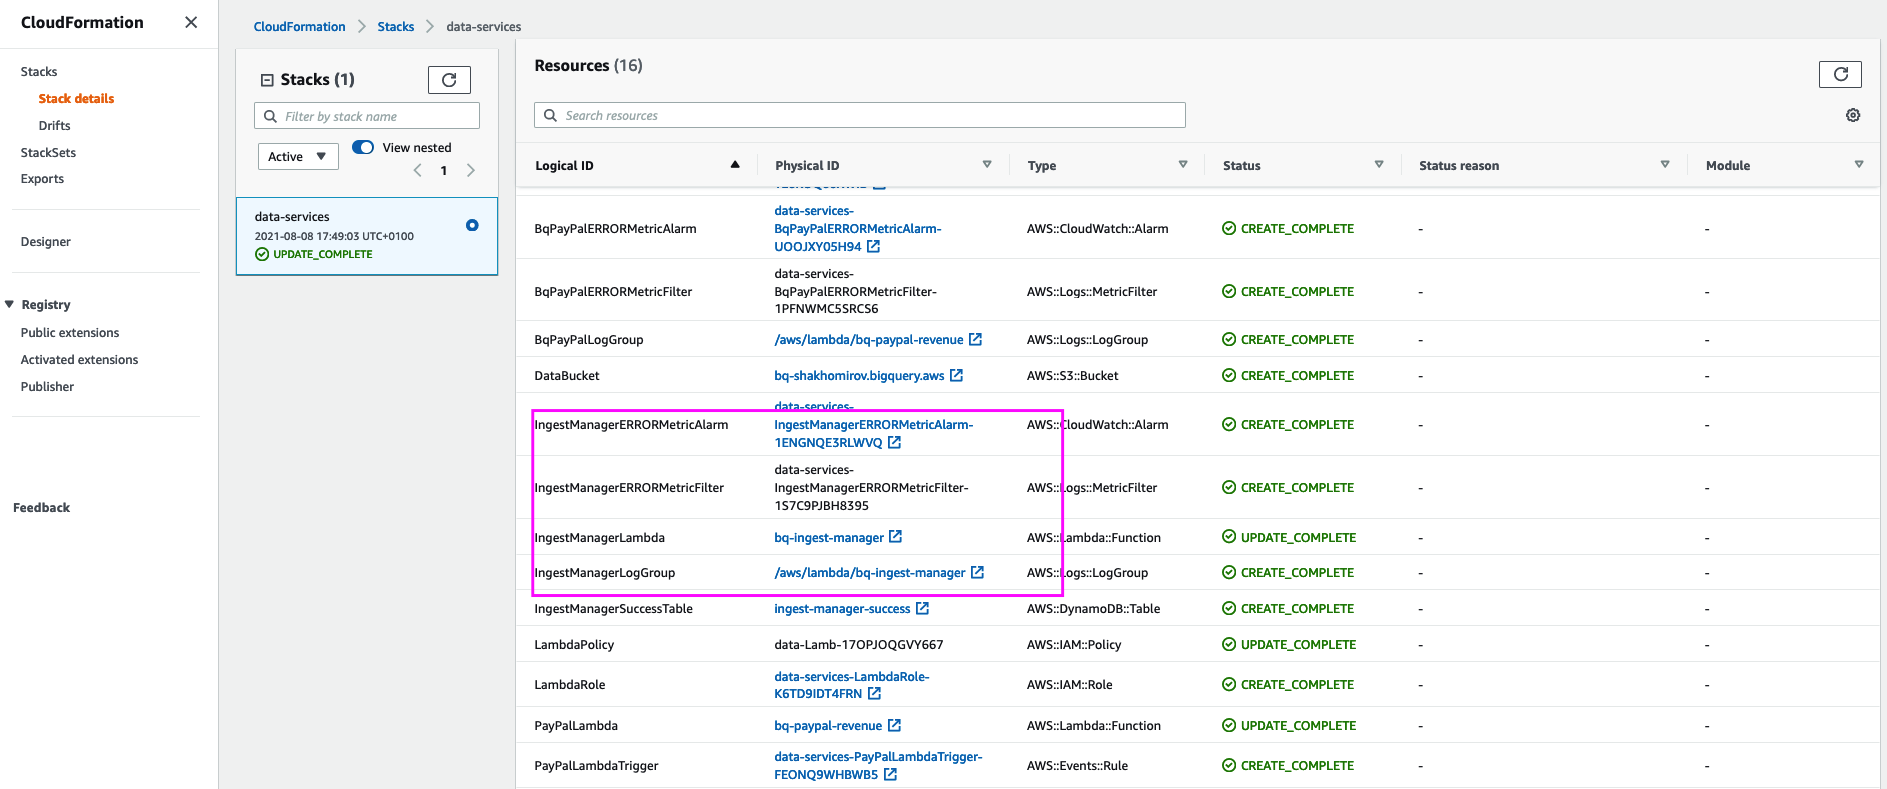 CloudFormation
Stacks
Stack details
Drifts
StackSets
Exports
Designer
Registry
Public extensions
Activated extensions
Publisher
Feedback
CloudFormation
Stacks
data-services
Stacks (1)
Filter by stack name
Active
View nested
1
data-services
2021-08-08 17:49:03 UTC+0100
UPDATE_COMPLETE
Resources (16)
Search resources
Logical ID Physical ID Type Status Status reason Module
BqPayPalERRORMetricAlarm
data-services-
BqPayPalERRORMetricAlarm-
UOOJXY05H94
AWS::CloudWatch::Alarm CREATE_COMPLETE - -
BqPayPalERRORMetricFilter
data-services-
BqPayPalERRORMetricFilter-
1PFNWMC5SRCS6
AWS::Logs::MetricFilter CREATE_COMPLETE - -
BqPayPalLogGroup /aws/lambda/bq-paypal-revenue AWS::Logs::LogGroup CREATE_COMPLETE - -
DataBucket bq-shakhomirov.bigquery.aws AWS::S3::Bucket CREATE_COMPLETE - -
IngestManagerERRORMetricAlarm
data-services-
IngestManagerERRORMetricAlarm-
1ENGNQE3RLWVQ
AWS::CloudWatch::Alarm CREATE_COMPLETE - -
IngestManagerERRORMetricFilter
data-services-
IngestManagerERRORMetricFilter-
1S7C9PJBH8395
AWS::Logs::MetricFilter CREATE_COMPLETE - -
IngestManagerLambda bq-ingest-manager AWS::Lambda::Function UPDATE_COMPLETE - -
IngestManagerLogGroup /aws/lambda/bq-ingest-manager AWS::Logs::LogGroup CREATE_COMPLETE - -
IngestManagerSuccessTable ingest-manager-success AWS::DynamoDB::Table CREATE_COMPLETE - -
LambdaPolicy data-Lamb-17OPJOQGVY667 AWS::IAM::Policy UPDATE_COMPLETE - -
LambdaRole
data-services-LambdaRole-
K6TD9IDT4FRN
AWS::IAM::Role CREATE_COMPLETE - -
PayPalLambda bq-paypal-revenue AWS::Lambda::Function UPDATE_COMPLETE - -
PayPalLambdaTrigger
data-services-PayPalLambdaTrigger-
FEONQ9WHBWB5
AWS::Events::Rule CREATE_COMPLETE - -